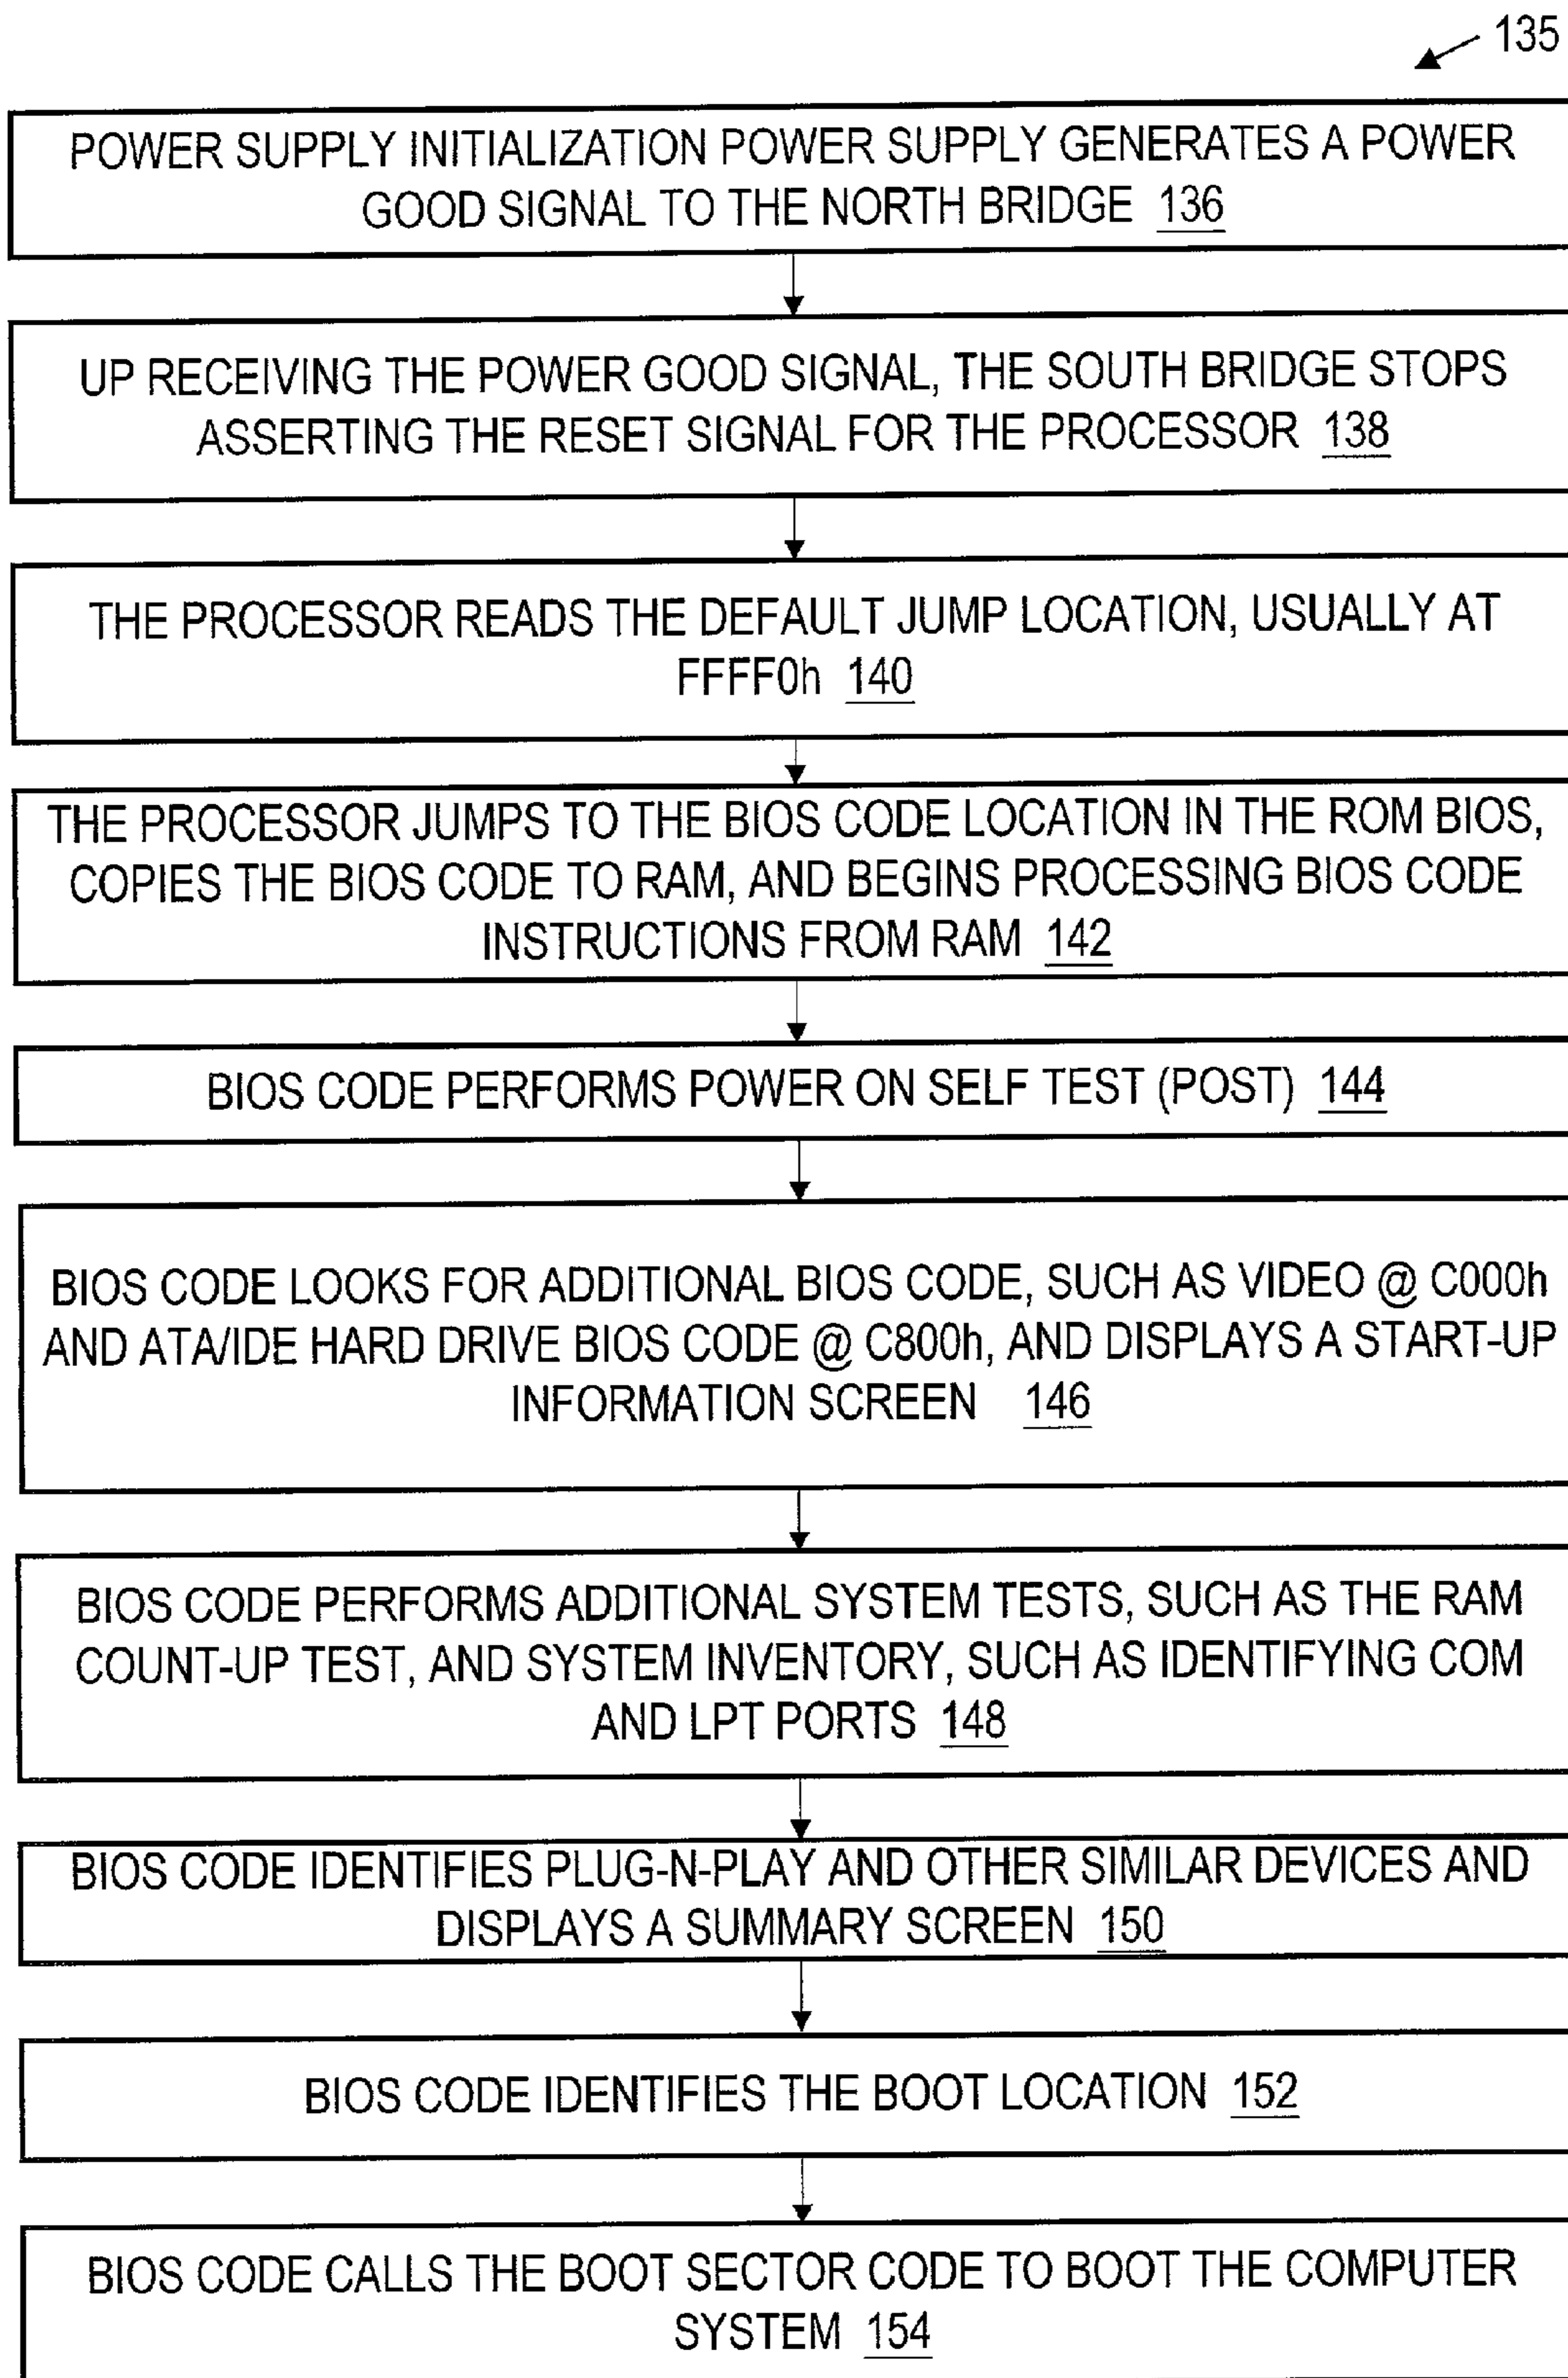 135
POWER SUPPLY INITIALIZATION POWER SUPPLY GENERATES A POWER
GOOD SIGNAL TO THE NORTH BRIDGE 136
UP RECEIVING THE POWER GOOD SIGNAL, THE SOUTH BRIDGE STOPS
ASSERTING THE RESET SIGNAL FOR THE PROCESSOR 138
THE PROCESSOR READS THE DEFAULT JUMP LOCATION, USUALLY AT
FFFF0h 140
THE PROCESSOR JUMPS TO THE BIOS CODE LOCATION IN THE ROM BIOS,
COPIES THE BIOS CODE TO RAM, AND BEGINS PROCESSING BIOS CODE
INSTRUCTIONS FROM RAM 142
BIOS CODE PERFORMS POWER ON SELF TEST (POST) 144
BIOS CODE LOOKS FOR ADDITIONAL BIOS CODE, SUCH AS VIDEO @ C000h
AND ATA/IDE HARD DRIVE BIOS CODE @ C800h, AND DISPLAYS A START-UP
INFORMATION SCREEN 146
BIOS CODE PERFORMS ADDITIONAL SYSTEM TESTS, SUCH AS THE RAM
COUNT-UP TEST, AND SYSTEM INVENTORY, SUCH AS IDENTIFYING COM
AND LPT PORTS 148
BIOS CODE IDENTIFIES PLUG-N-PLAY AND OTHER SIMILAR DEVICES AND
DISPLAYS A SUMMARY SCREEN 150
BIOS CODE IDENTIFIES THE BOOT LOCATION 152
BIOS CODE CALLS THE BOOT SECTOR CODE TO BOOT THE COMPUTER
SYSTEM 154